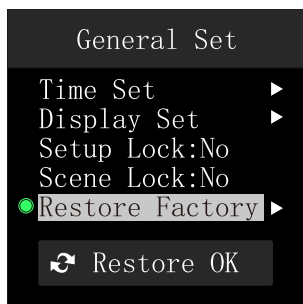 General Set
Time Set
Display Set
Setup Lock:No
Scene Lock:No
Restore Factory
Restore OK